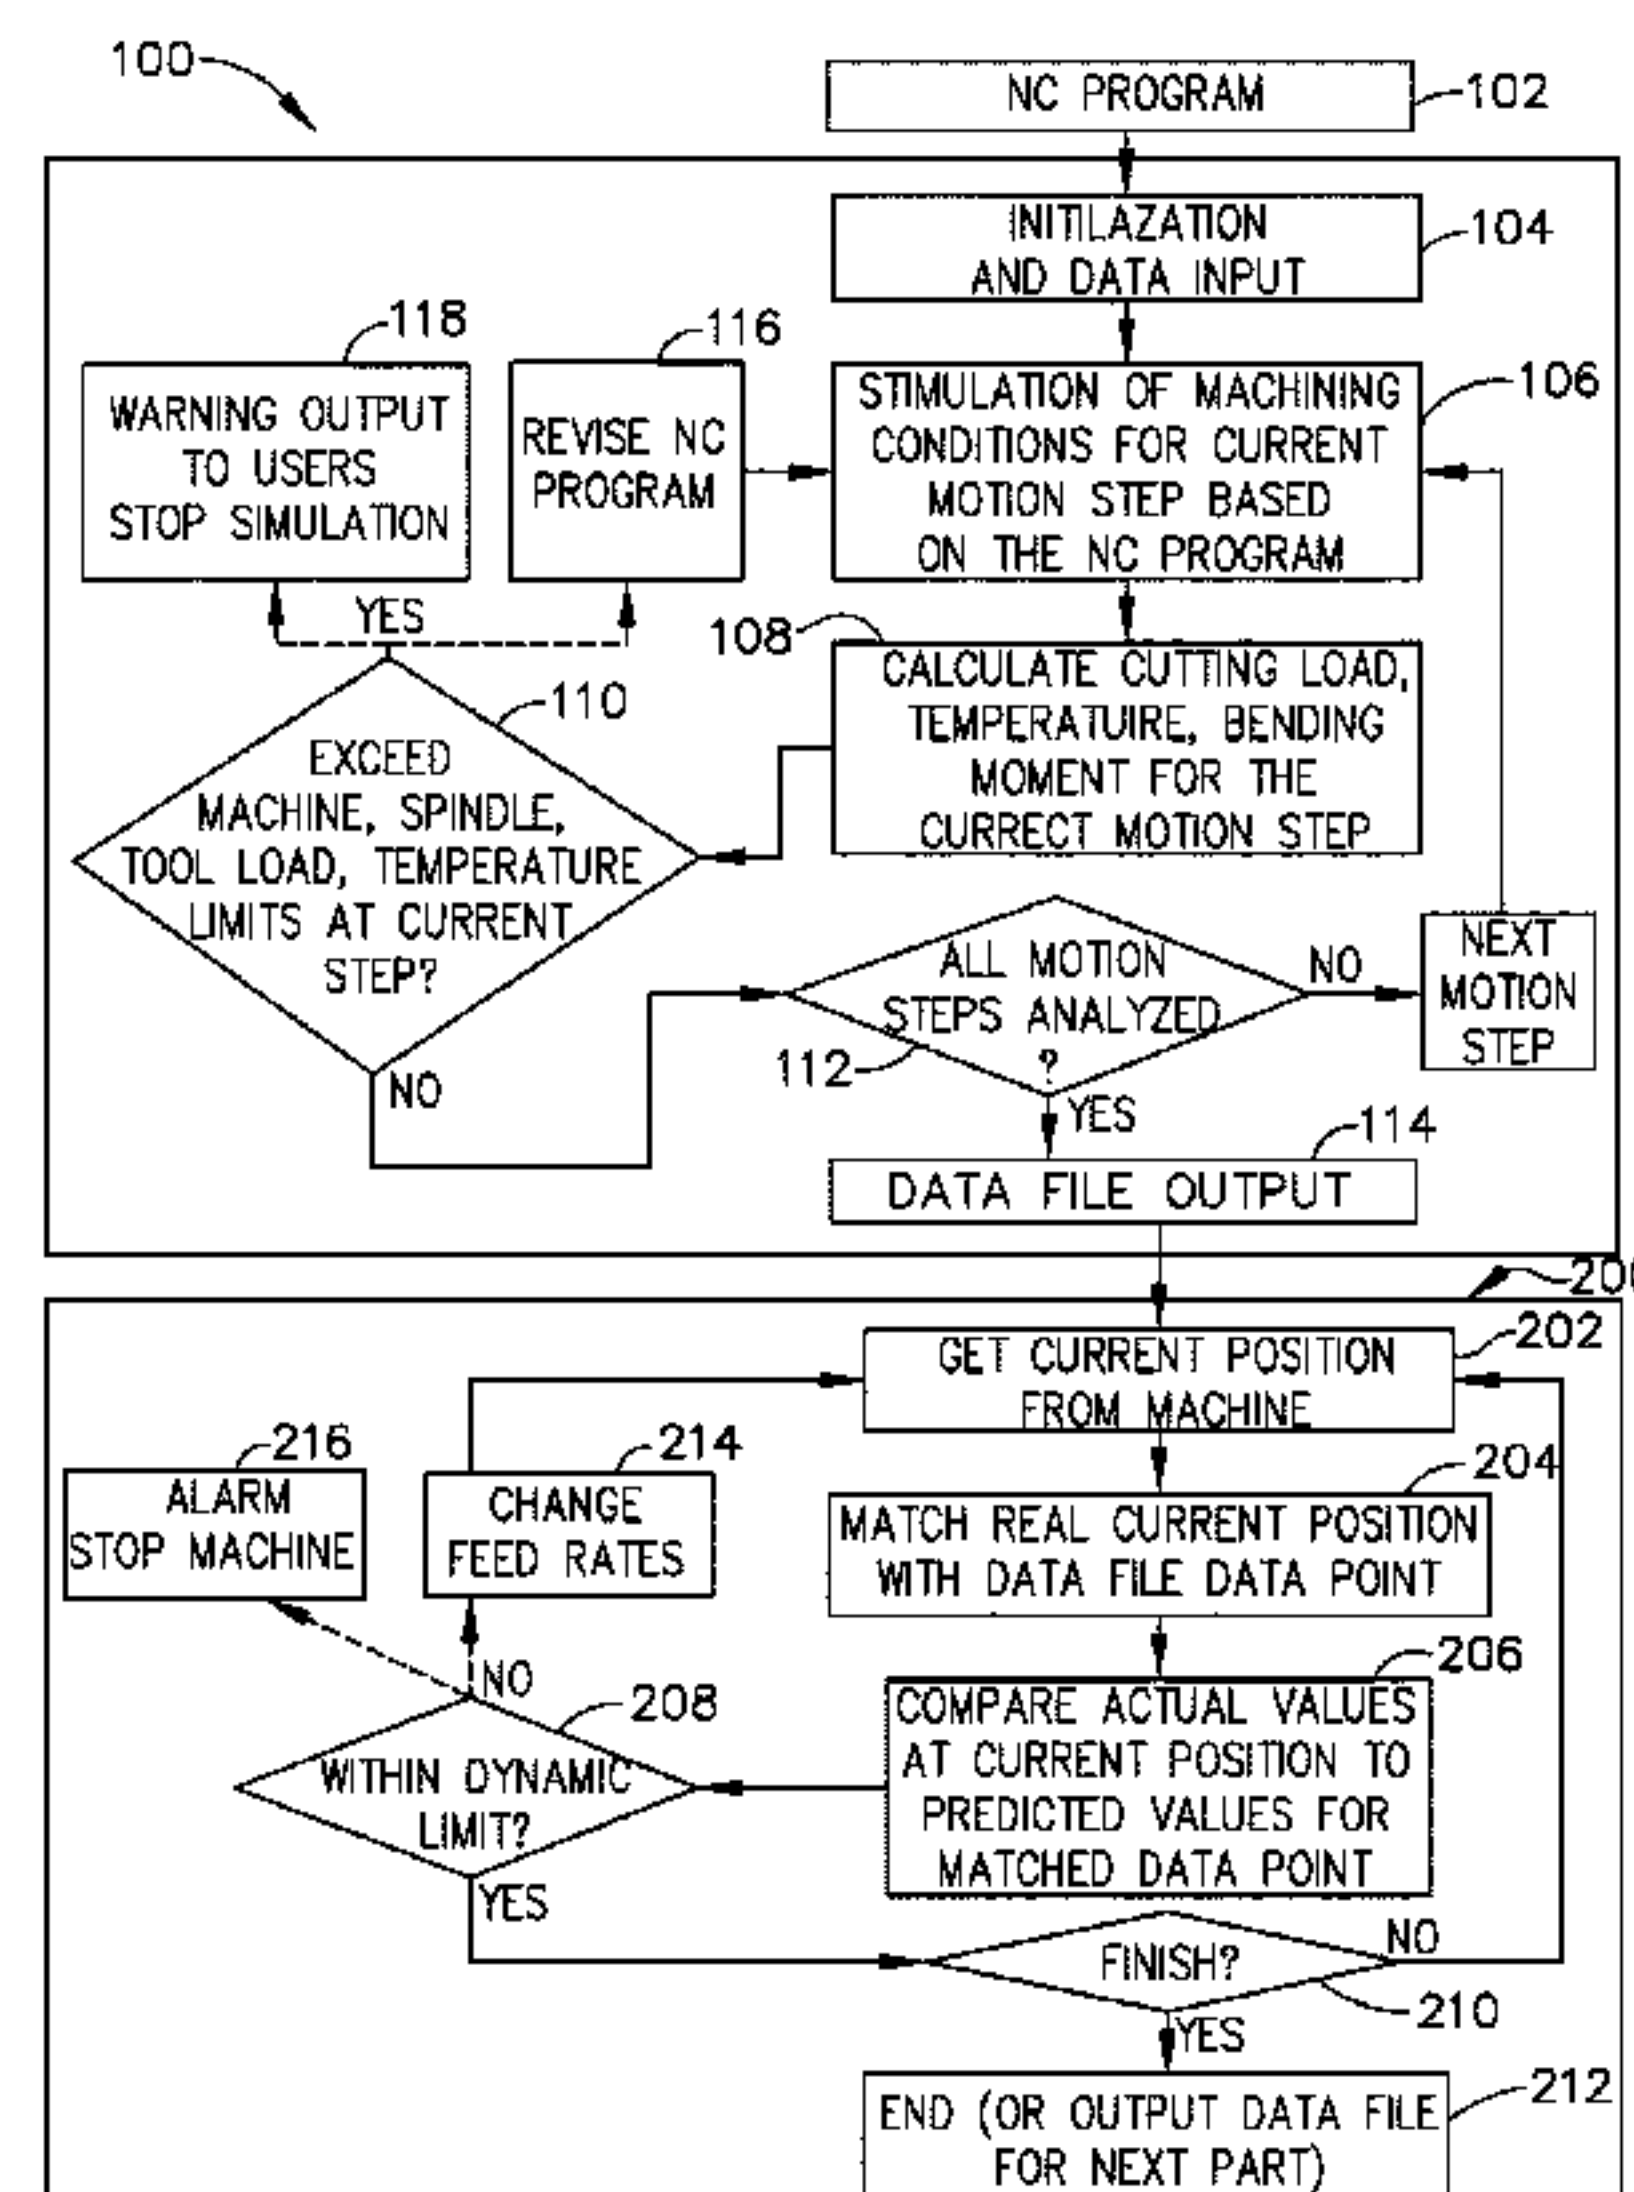 100
NC PROGRAM
102
INITILAZATION
AND DATA INPUT
104
118
WARNING OUTPUT
TO USERS
STOP SIMULATION
116
REVISE NC
PROGRAM
STIMULATION OF MACHINING
CONDITIONS FOR CURRENT
MOTION STEP BASED
ON THE NC PROGRAM
106
YES
108
CALCULATE CUTTING LOAD,
TEMPERATUIRE, BENDING
MOMENT FOR THE
CURRECT MOTION STEP
110
EXCEED
MACHINE, SPINDLE,
TOOL LOAD, TEMPERATURE
LIMITS AT CURRENT
STEP?
NO
ALL MOTION
STEPS ANALYZED
?
112
NO
NEXT
MOTION
STEP
YES
114
DATA FILE OUTPUT
GET CURRENT POSITION
FROM MACHINE
202
216
ALARM
STOP MACHINE
214
CHANGE
FEED RATES
204
MATCH REAL CURRENT POSITION
WITH DATA FILE DATA POINT
206
COMPARE ACTUAL VALUES
AT CURRENT POSITION TO
PREDICTED VALUES FOR
MATCHED DATA POINT
NO
208
WITHIN DYNAMIC
LIMIT?
YES
FINISH?
NO
210
YES
END (OR OUTPUT DATA FILE
FOR NEXT PART)
212